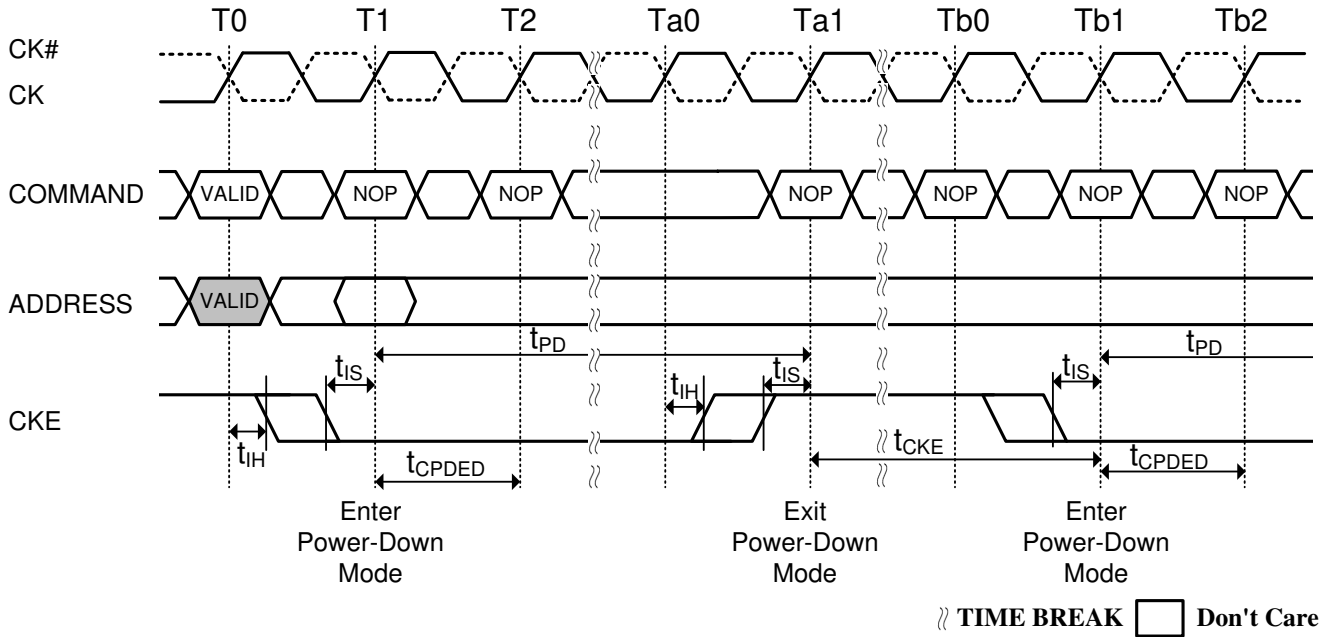 T0 T1 T2 Ta0 Ta1 Tb0 Tb1 Tb2
CK#
CK
COMMAND VALID NOP NOP NOP NOP NOP NOP
ADDRESS VALID
tPD tPD
tIS tIS tIS
tIH
CKE
tIH tCPDED tCKE tCPDED
Enter
Power-Down
Mode
Exit
Power-Down
Mode
Enter
Power-Down
Mode
TIME BREAK Don't Care